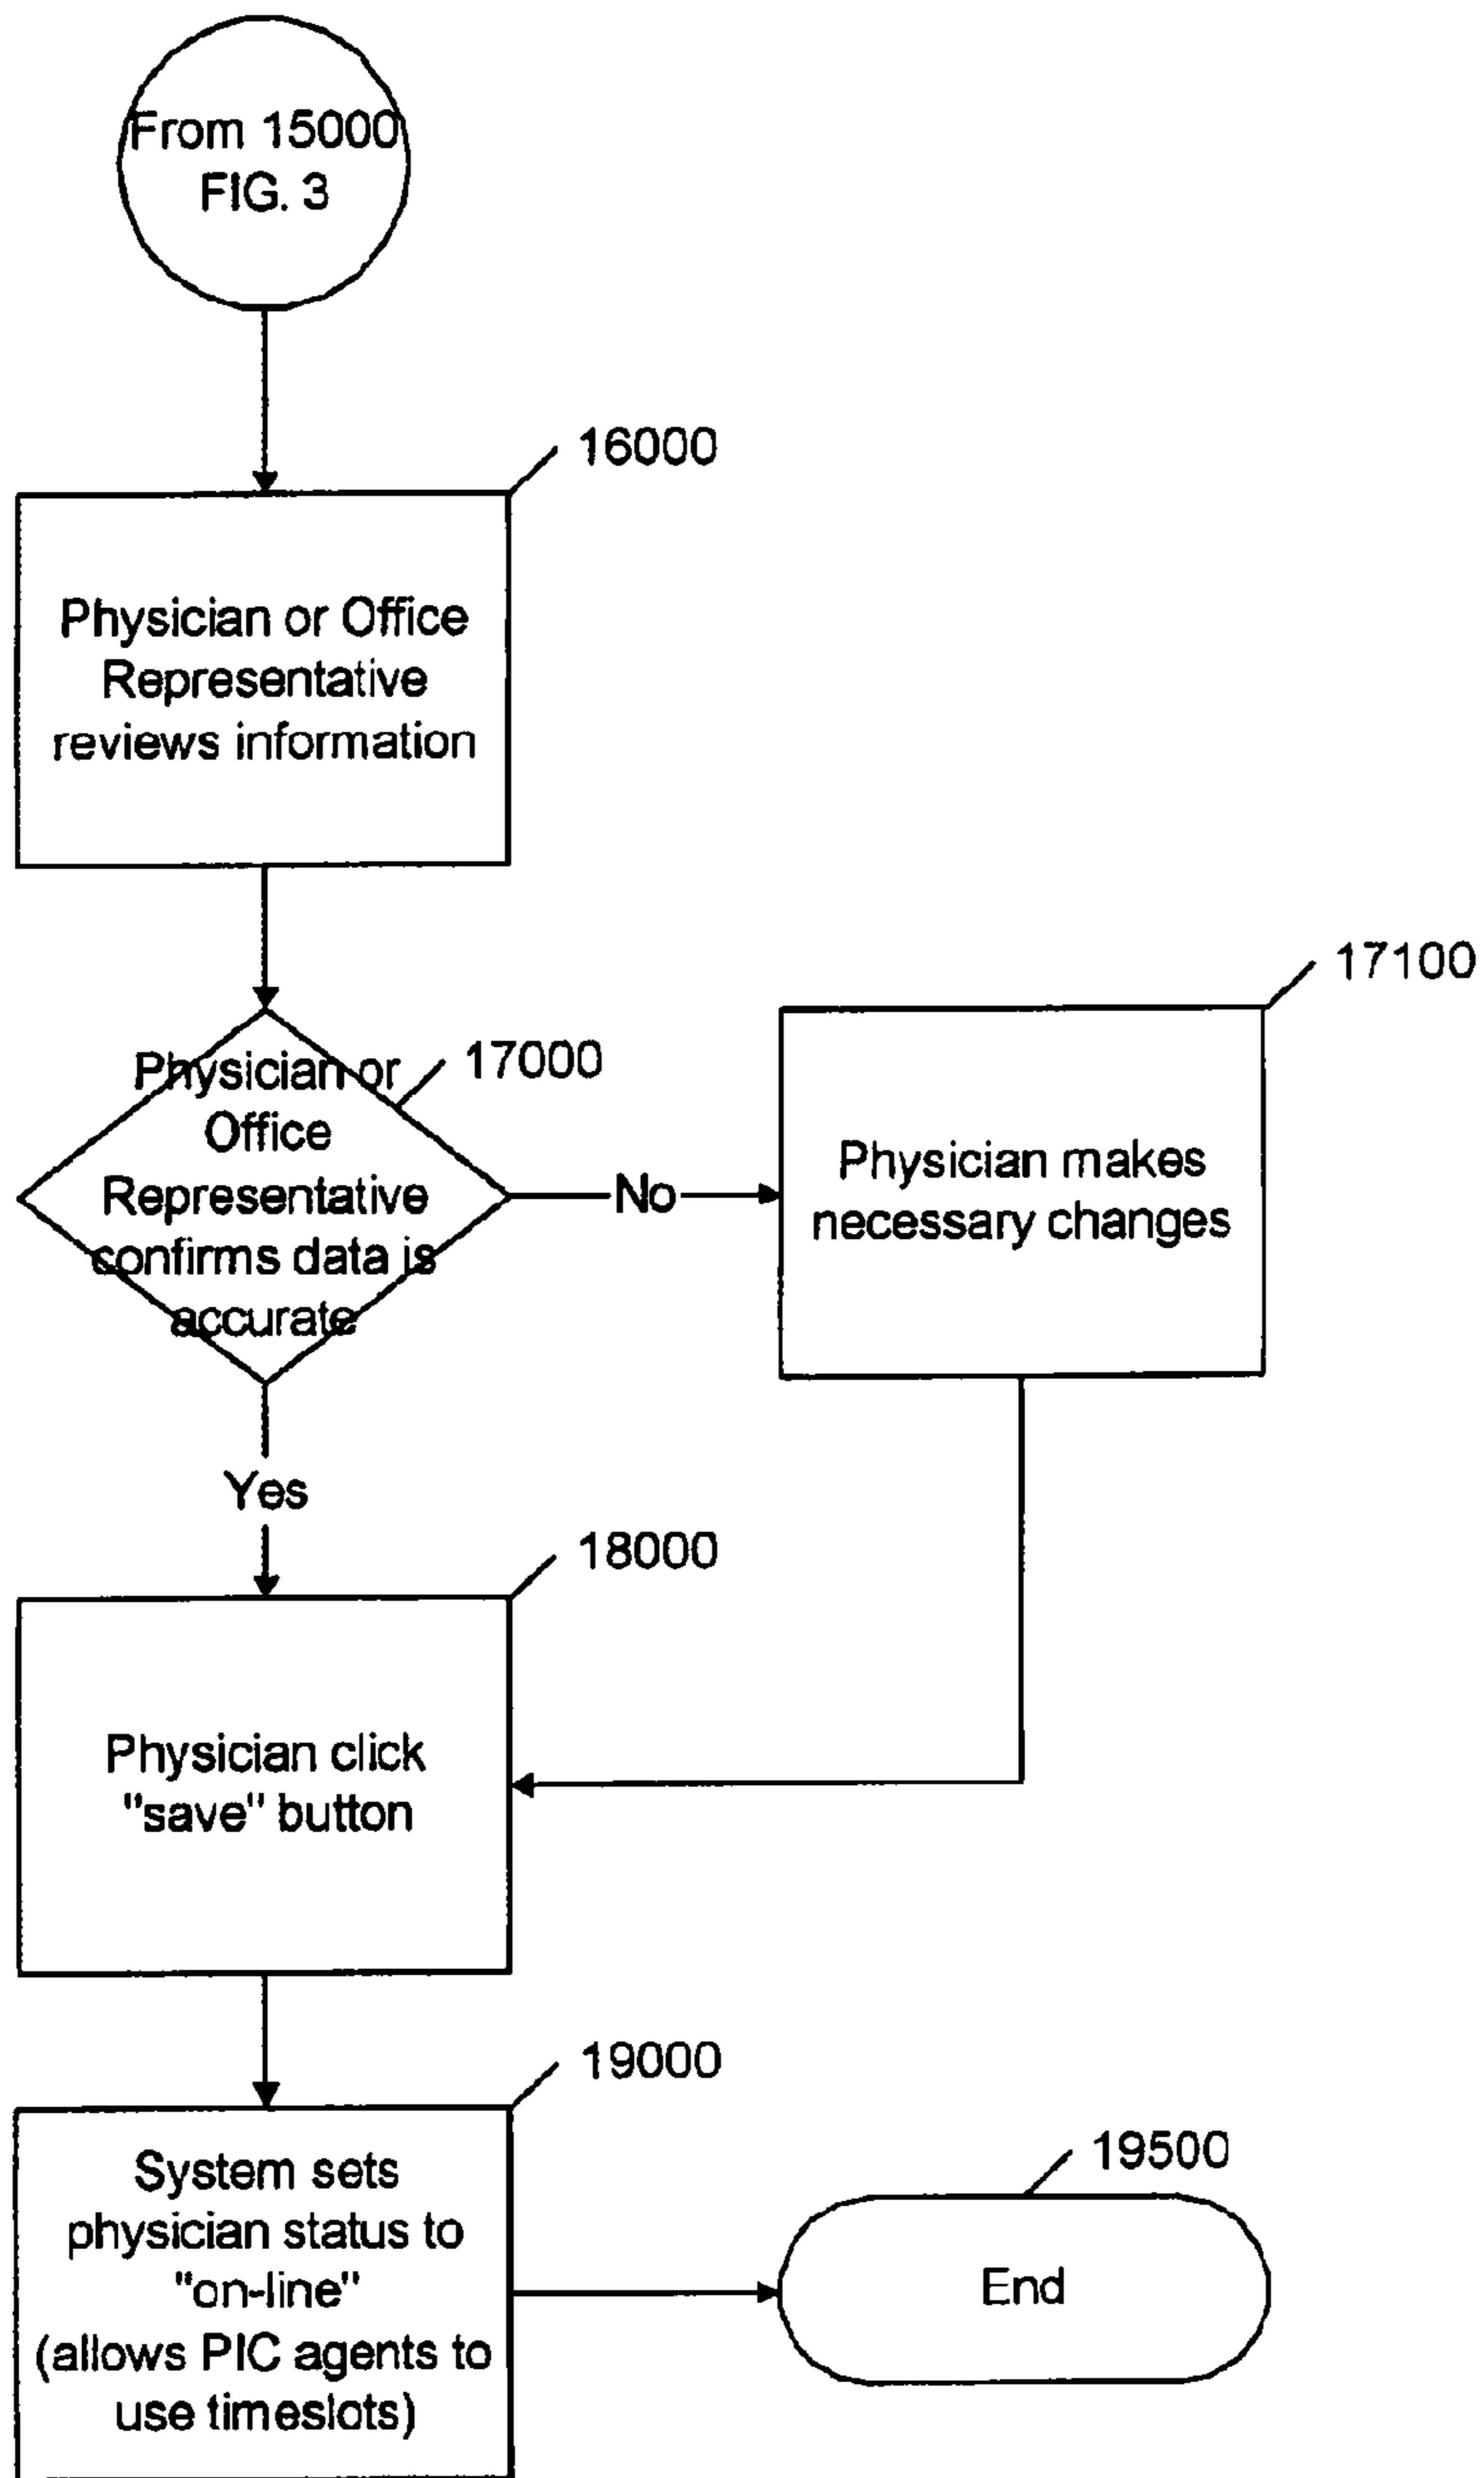 From 15000
FIG. 3
16000
Physician or Office
Representative
reviews information
17100
17000
Physician or
Office
Representative
confirms data is
accurate
No
Physician makes
necessary changes
Yes
18000
Physician click
"save" button
19000
System sets
physician status to
"on-line"
(allows PIC agents to
use timeslots)
19500
End